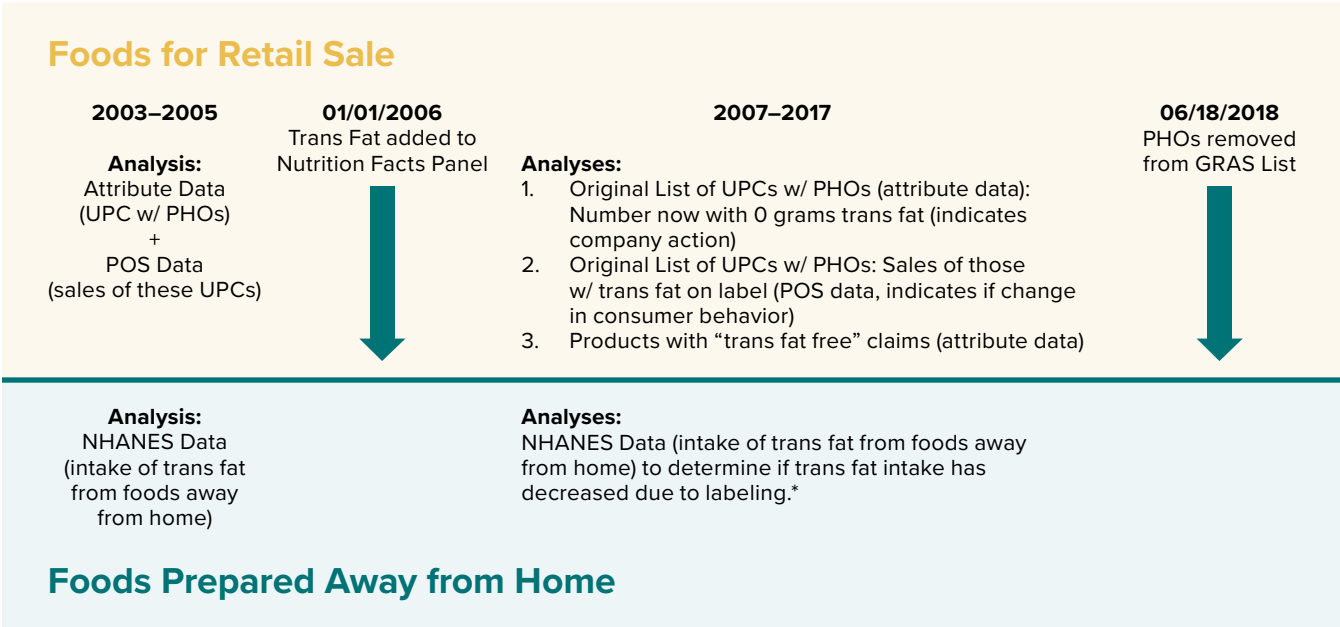 Foods for Retail Sale
2003–2005
Analysis:
Attribute Data
(UPC w/ PHOs)
+
POS Data
(sales of these UPCs)
01/01/2006
Trans Fat added to
Nutrition Facts Panel
2007–2017
Analyses:
1. Original List of UPCs w/ PHOs (attribute data):
Number now with 0 grams trans fat (indicates
company action)
2. Original List of UPCs w/ PHOs: Sales of those
w/ trans fat on label (POS data, indicates if change
in consumer behavior)
3. Products with “trans fat free” claims (attribute data)
06/18/2018
PHOs removed
from GRAS List
Analysis:
NHANES Data
(intake of trans fat
from foods away
from home)
Analyses:
NHANES Data (intake of trans fat from foods away
from home) to determine if trans fat intake has
decreased due to labeling.*
Foods Prepared Away from Home